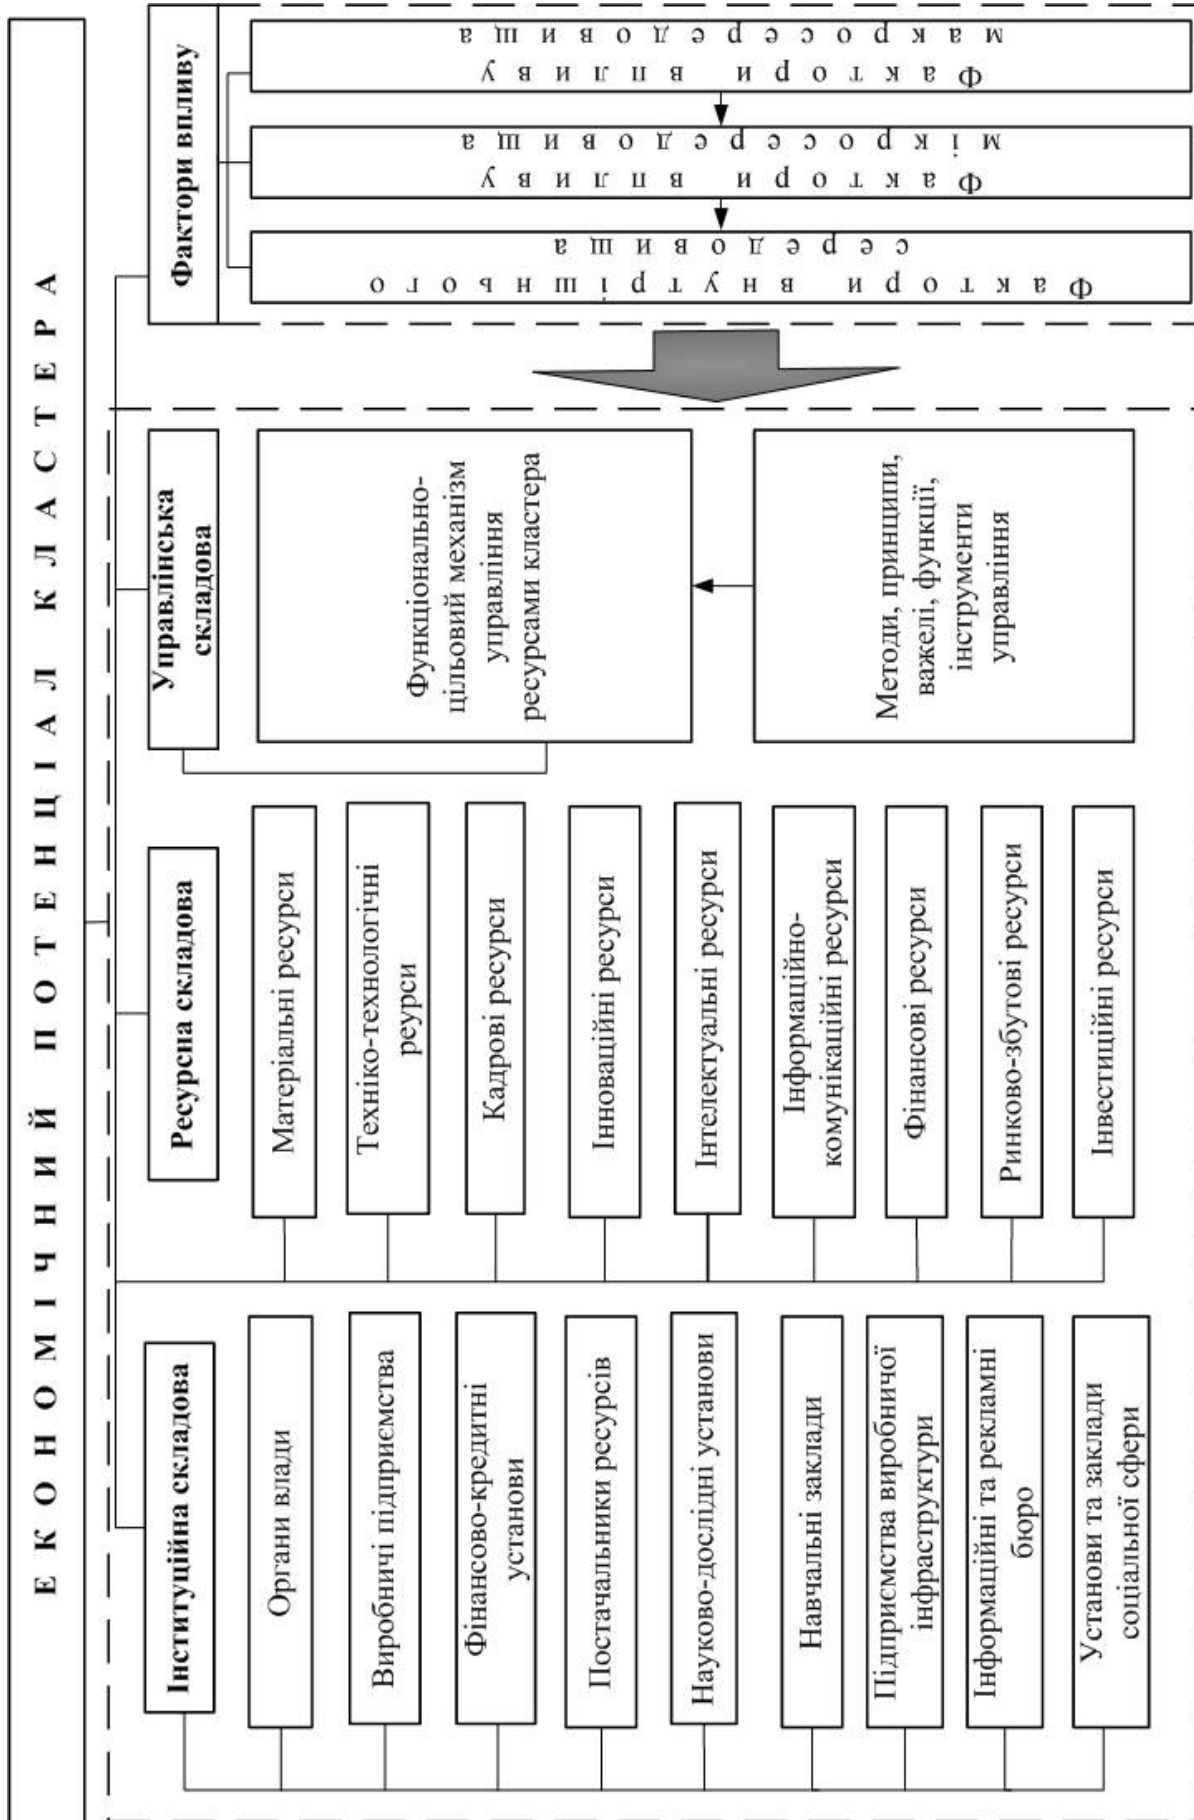 ЕКОНОМІЧНИЙ ПОТЕНЦІАЛ КЛАСТЕРА
Інституційна складова
Органи влади
Виробничі підприємства
Фінансово-кредитні
установи
Постачальники ресурсів
Науково-дослідні установи
Навчальні заклади
Підприємства виробничої
інфраструктури
Інформаційні та рекламні
бюро
Установи та заклади
соціальної сфери
Ресурсна складова
Матеріальні ресурси
Техніко-технологічні
реурси
Кадрові ресурси
Інноваційні ресурси
Інтелектуальні ресурси
Інформаційно-
комунікаційні ресурси
Фінансові ресурси
Ринково-збутові ресурси
Інвестиційні ресурси
Управлінська
складова
Функціонально-
цільовий механізм
управління
ресурсами кластера
Методи, принципи,
важелі, функції,
інструменти
управління
Фактори впливу
Фактори внутрішнього
середовища
Фактори впливу
мікросередовища
Фактори впливу
макросередовища